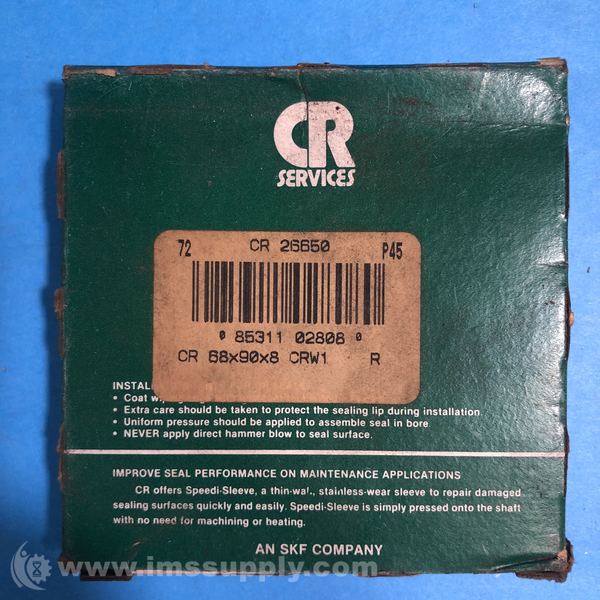 CR
SERVICES
72 CR 26650 P45
0 85311 02808 0
CR 68x90x8 CRW1 R
INSTAL
• Coat
• Extra care should be taken to protect the sealing lip during installation.
• Uniform pressure should be applied to assemble seal in bore.
• NEVER apply direct hammer blow to seal surface.
IMPROVE SEAL PERFORMANCE ON MAINTENANCE APPLICATIONS
CR offers Speedi-Sleeve, a thin-wal., stainless-wear sleeve to repair damaged
sealing surfaces quickly and easily. Speedi-Sleeve is simply pressed onto the shaft
with no need for machining or heating.
AN SKF COMPANY
www.imssupply.com